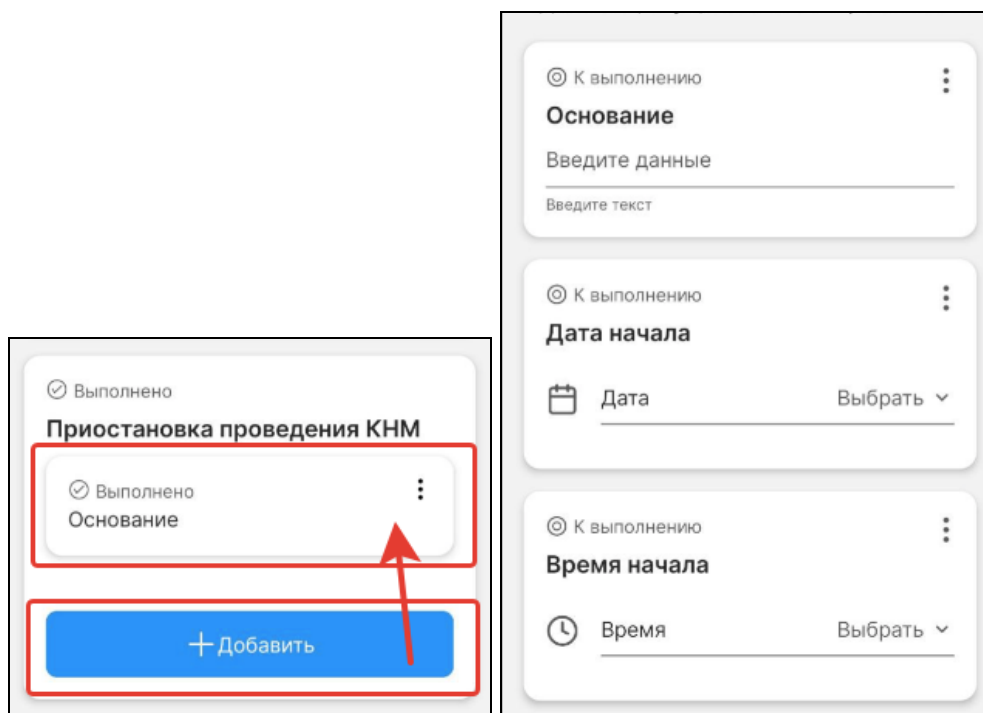 Выполнено
Приостановка проведения КНМ
Выполнено
Основание
Добавить
К выполнению
Основание
Введите данные
Введите текст
К выполнению
Дата начала
Дата Выбрать
К выполнению
Время начала
Время Выбрать